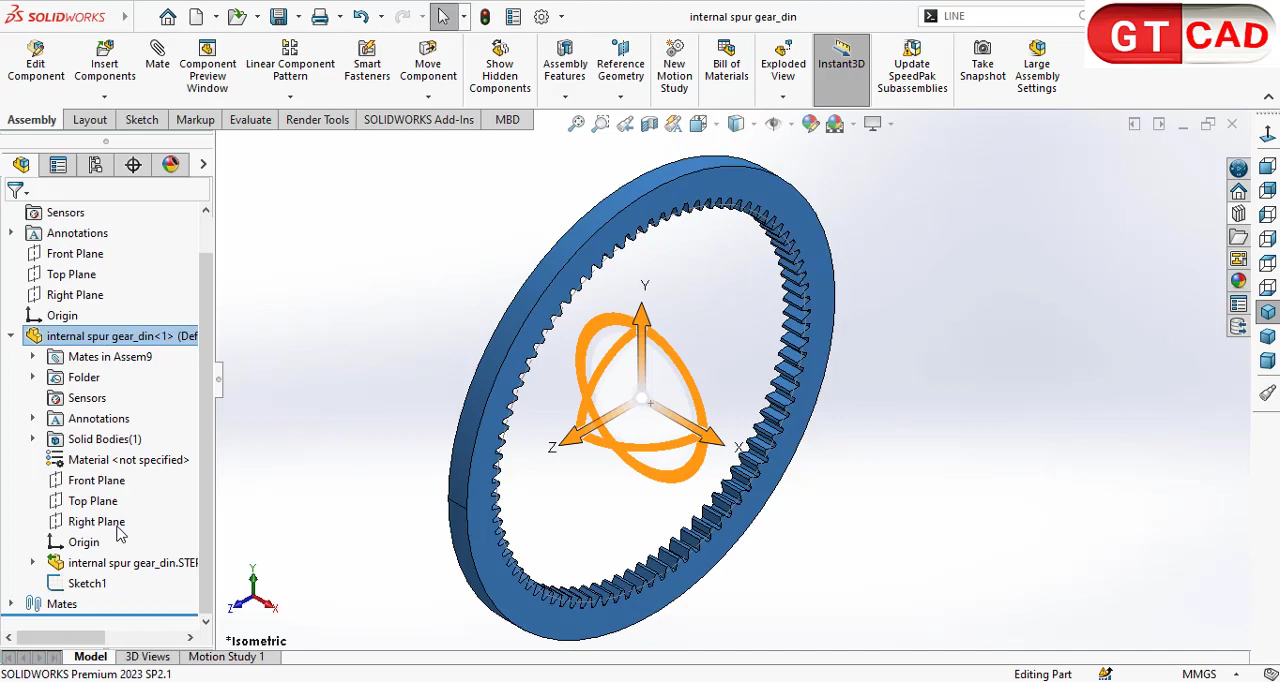 SOLIDWORKS
internal spur gear_din
LINE
GT CAD
Edit Component
Insert Components
Mate
Component Preview Window
Linear Component Pattern
Smart Fasteners
Move Component
Show Hidden Components
Assembly Features
Reference Geometry
New Motion Study
Bill of Materials
Exploded View
Instant3D
Update SpeedPak Subassemblies
Take Snapshot
Large Assembly Settings
Assembly Layout Sketch Markup Evaluate Render Tools SOLIDWORKS Add-Ins MBD
Sensors
Annotations
Front Plane
Top Plane
Right Plane
Origin
internal spur gear_din<1> (Def
Mates in Assem9
Folder
Sensors
Annotations
Solid Bodies(1)
Material <not specified>
Front Plane
Top Plane
Right Plane
Origin
internal spur gear_din.STEP
Sketch1
Mates
Y
Z
X
Y
Z
X
*Isometric
Model 3D Views Motion Study 1
SOLIDWORKS Premium 2023 SP2.1
Editing Part
MMGS